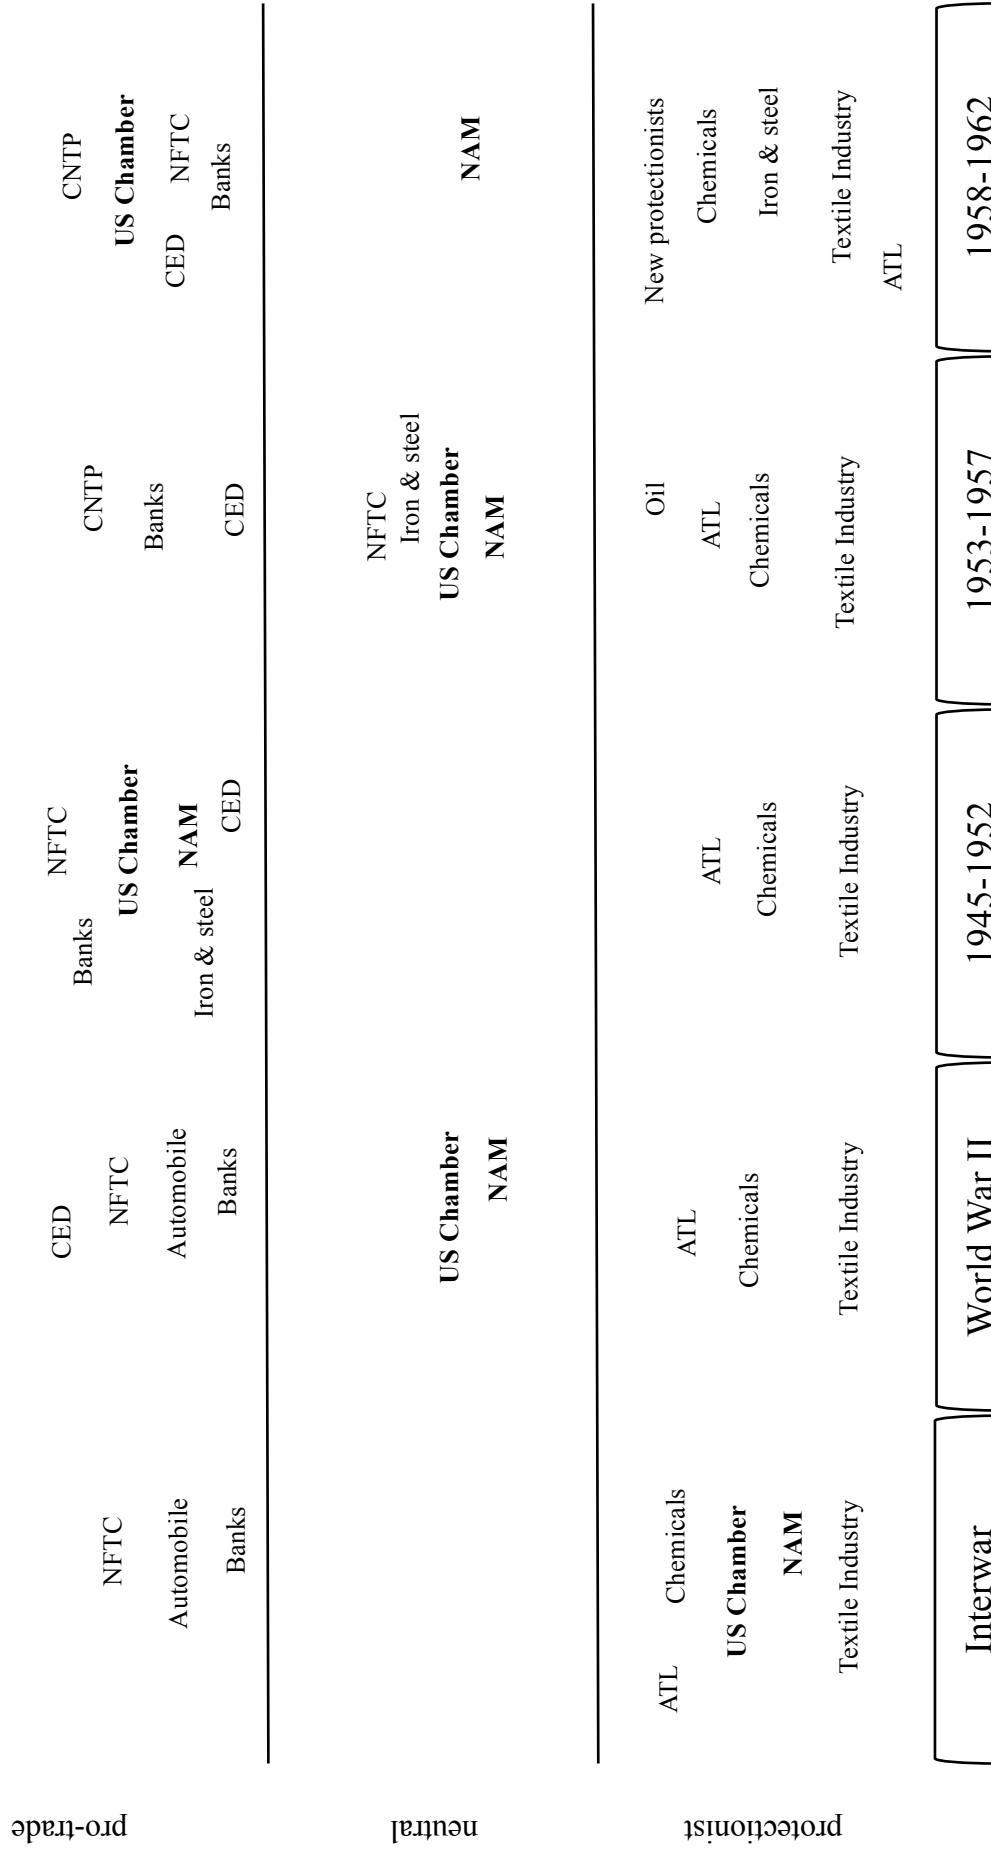 pro-trade
NFTC
Automobile
Banks
CED
NFTC
Automobile
Banks
NFTC
Banks
US Chamber
NAM
Iron & steel
CED
CNTP
Banks
CED
CNTP
US Chamber
CED
NFTC
Banks
neutral
US Chamber
NAM
NFTC
Iron & steel
US Chamber
NAM
NAM
protectionist
ATL
Chemicals
US Chamber
NAM
Textile Industry
ATL
Chemicals
Textile Industry
ATL
Chemicals
Textile Industry
Oil
ATL
Chemicals
Textile Industry
New protectionists
Chemicals
Iron & steel
Textile Industry
ATL
Interwar
World War II
1945-1952
1953-1957
1958-1962